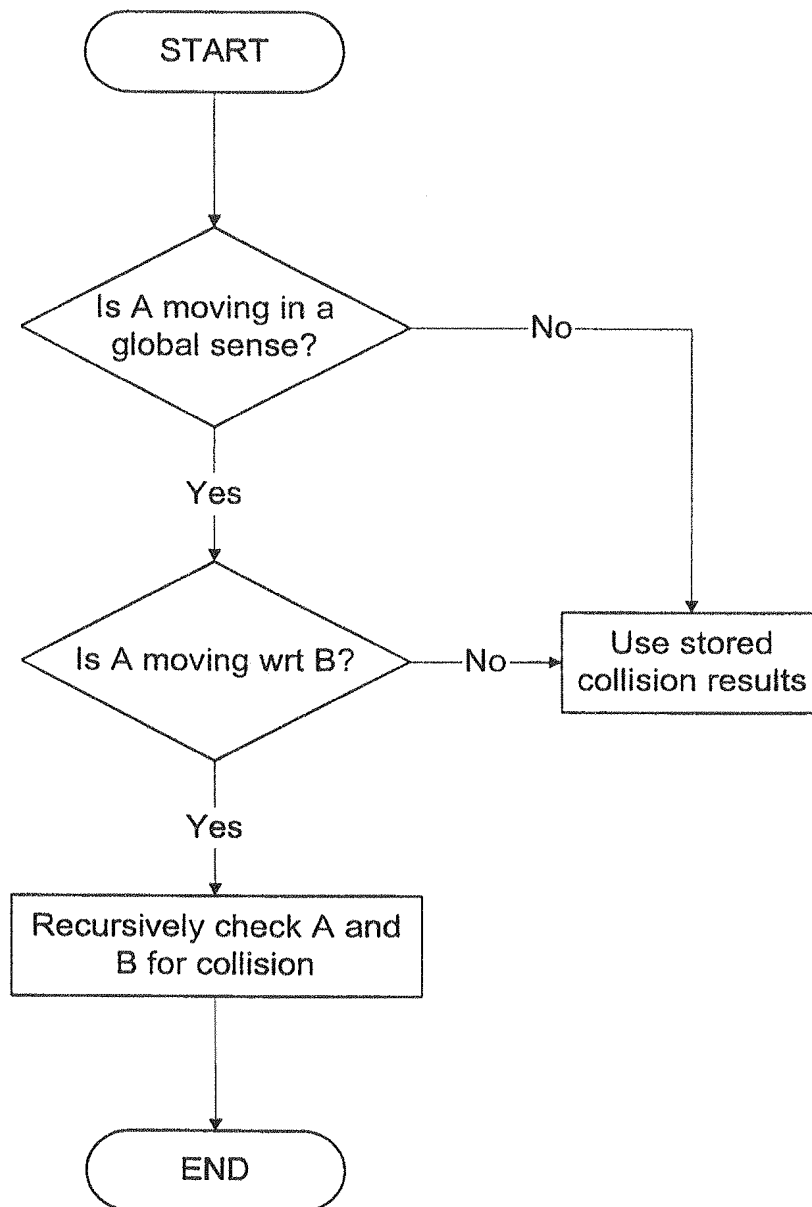 START
Is A moving in a
global sense?
No
Yes
Is A moving wrt B?
No
Use stored
collision results
Yes
Recursively check A and
B for collision
END